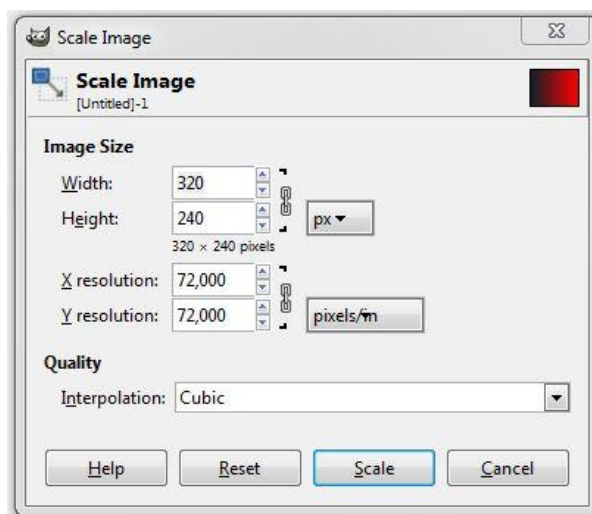 Scale Image
Scale Image
[Untitled]-1
Image Size
Width: 320
Height: 240 px
320 × 240 pixels
X resolution: 72,000
Y resolution: 72,000 pixels/in
Quality
Interpolation: Cubic
Help Reset Scale Cancel